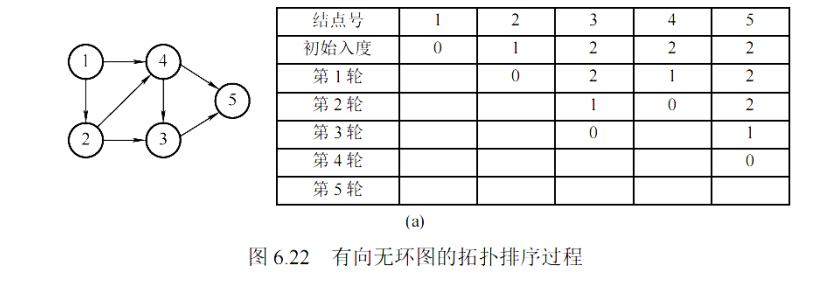 1
4
5
2
3
结点号 1 2 3 4 5
初始入度 0 1 2 2 2
第1轮 0 2 1 2
第2轮 1 0 2
第3轮 0 1
第4轮 0
第5轮
(a)
图 6.22 有向无环图的拓扑排序过程